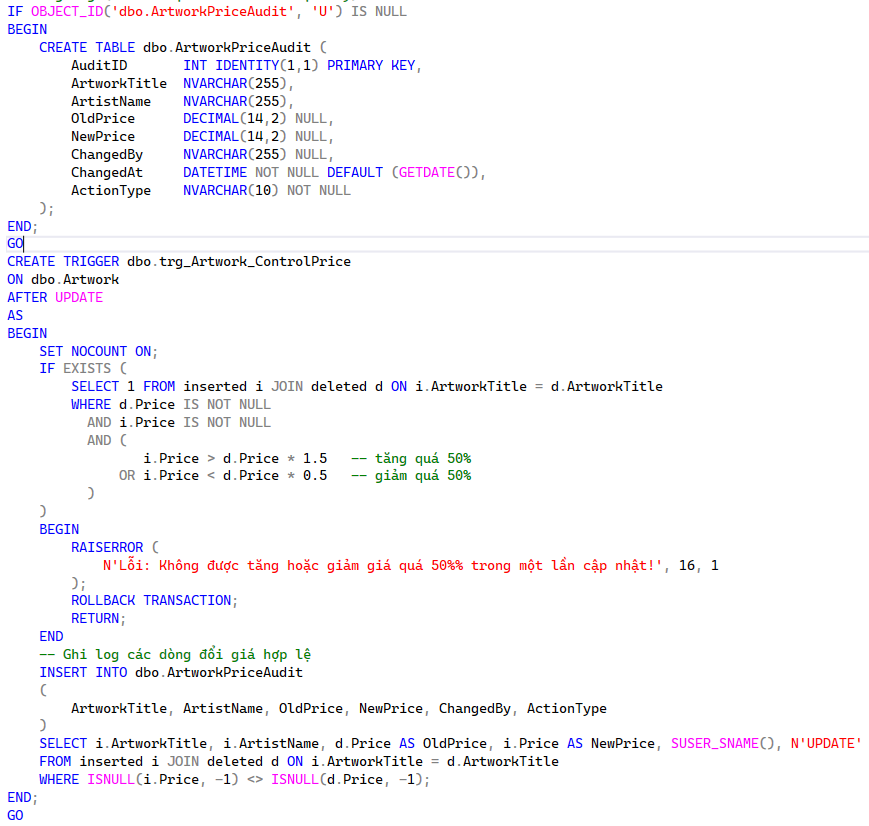 IF OBJECT_ID('dbo.ArtworkPriceAudit', 'U') IS NULL
BEGIN
    CREATE TABLE dbo.ArtworkPriceAudit (
        AuditID       INT IDENTITY(1,1) PRIMARY KEY,
        ArtworkTitle  NVARCHAR(255),
        ArtistName    NVARCHAR(255),
        OldPrice      DECIMAL(14,2) NULL,
        NewPrice      DECIMAL(14,2) NULL,
        ChangedBy     NVARCHAR(255) NULL,
        ChangedAt     DATETIME NOT NULL DEFAULT (GETDATE()),
        ActionType    NVARCHAR(10) NOT NULL
    );
END;
GO
CREATE TRIGGER dbo.trg_Artwork_ControlPrice
ON dbo.Artwork
AFTER UPDATE
AS
BEGIN
    SET NOCOUNT ON;
    IF EXISTS (
        SELECT 1 FROM inserted i JOIN deleted d ON i.ArtworkTitle = d.ArtworkTitle
        WHERE d.Price IS NOT NULL
          AND i.Price IS NOT NULL
          AND (
                 i.Price > d.Price * 1.5   -- tăng quá 50%
              OR i.Price < d.Price * 0.5   -- giảm quá 50%
          )
    )
    BEGIN
        RAISERROR (
            N'Lỗi: Không được tăng hoặc giảm giá quá 50%% trong một lần cập nhật!', 16, 1
        );
        ROLLBACK TRANSACTION;
        RETURN;
    END
    -- Ghi log các dòng đổi giá hợp lệ
    INSERT INTO dbo.ArtworkPriceAudit
    (
        ArtworkTitle, ArtistName, OldPrice, NewPrice, ChangedBy, ActionType
    )
    SELECT i.ArtworkTitle, i.ArtistName, d.Price AS OldPrice, i.Price AS NewPrice, SUSER_SNAME(), N'UPDATE'
    FROM inserted i JOIN deleted d ON i.ArtworkTitle = d.ArtworkTitle
    WHERE ISNULL(i.Price, -1) <> ISNULL(d.Price, -1);
END;
GO